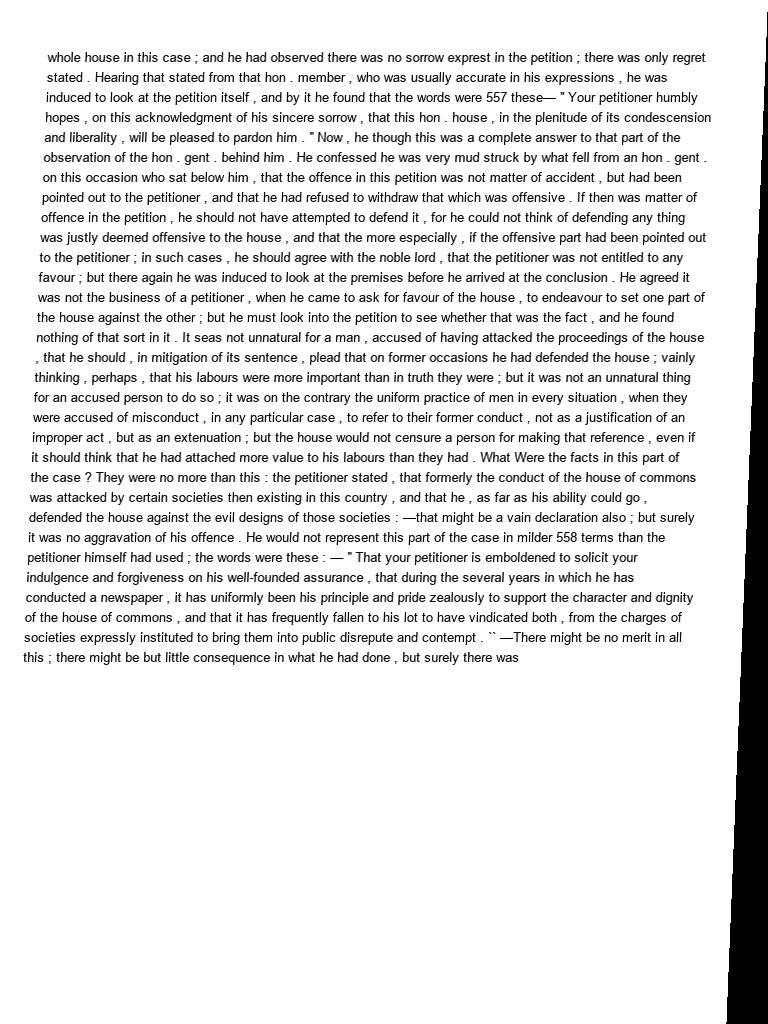 whole house in this case ; and he had observed there was no sorrow exprest in the petition ; there was only regret
stated . Hearing that stated from that hon . member , who was usually accurate in his expressions , he was
induced to look at the petition itself , and by it he found that the words were 557 these— " Your petitioner humbly
hopes , on this acknowledgment of his sincere sorrow , that this hon . house , in the plenitude of its condescension
and liberality , will be pleased to pardon him . " Now , he though this was a complete answer to that part of the
observation of the hon . gent . behind him . He confessed he was very mud struck by what fell from an hon . gent .
on this occasion who sat below him , that the offence in this petition was not matter of accident , but had been
pointed out to the petitioner , and that he had refused to withdraw that which was offensive . If then was matter of
offence in the petition , he should not have attempted to defend it , for he could not think of defending any thing
was justly deemed offensive to the house , and that the more especially , if the offensive part had been pointed out
to the petitioner ; in such cases , he should agree with the noble lord , that the petitioner was not entitled to any
favour ; but there again he was induced to look at the premises before he arrived at the conclusion . He agreed it
was not the business of a petitioner , when he came to ask for favour of the house , to endeavour to set one part of
the house against the other ; but he must look into the petition to see whether that was the fact , and he found
nothing of that sort in it . It seas not unnatural for a man , accused of having attacked the proceedings of the house
, that he should , in mitigation of its sentence , plead that on former occasions he had defended the house ; vainly
thinking , perhaps , that his labours were more important than in truth they were ; but it was not an unnatural thing
for an accused person to do so ; it was on the contrary the uniform practice of men in every situation , when they
were accused of misconduct , in any particular case , to refer to their former conduct , not as a justification of an
improper act , but as an extenuation ; but the house would not censure a person for making that reference , even if
it should think that he had attached more value to his labours than they had . What Were the facts in this part of
the case ? They were no more than this : the petitioner stated , that formerly the conduct of the house of commons
was attacked by certain societies then existing in this country , and that he , as far as his ability could go ,
defended the house against the evil designs of those societies : —that might be a vain declaration also ; but surely
it was no aggravation of his offence . He would not represent this part of the case in milder 558 terms than the
petitioner himself had used ; the words were these : — " That your petitioner is emboldened to solicit your
indulgence and forgiveness on his well-founded assurance , that during the several years in which he has
conducted a newspaper , it has uniformly been his principle and pride zealously to support the character and dignity
of the house of commons , and that it has frequently fallen to his lot to have vindicated both , from the charges of
societies expressly instituted to bring them into public disrepute and contempt . `` —There might be no merit in all
this ; there might be but little consequence in what he had done , but surely there was